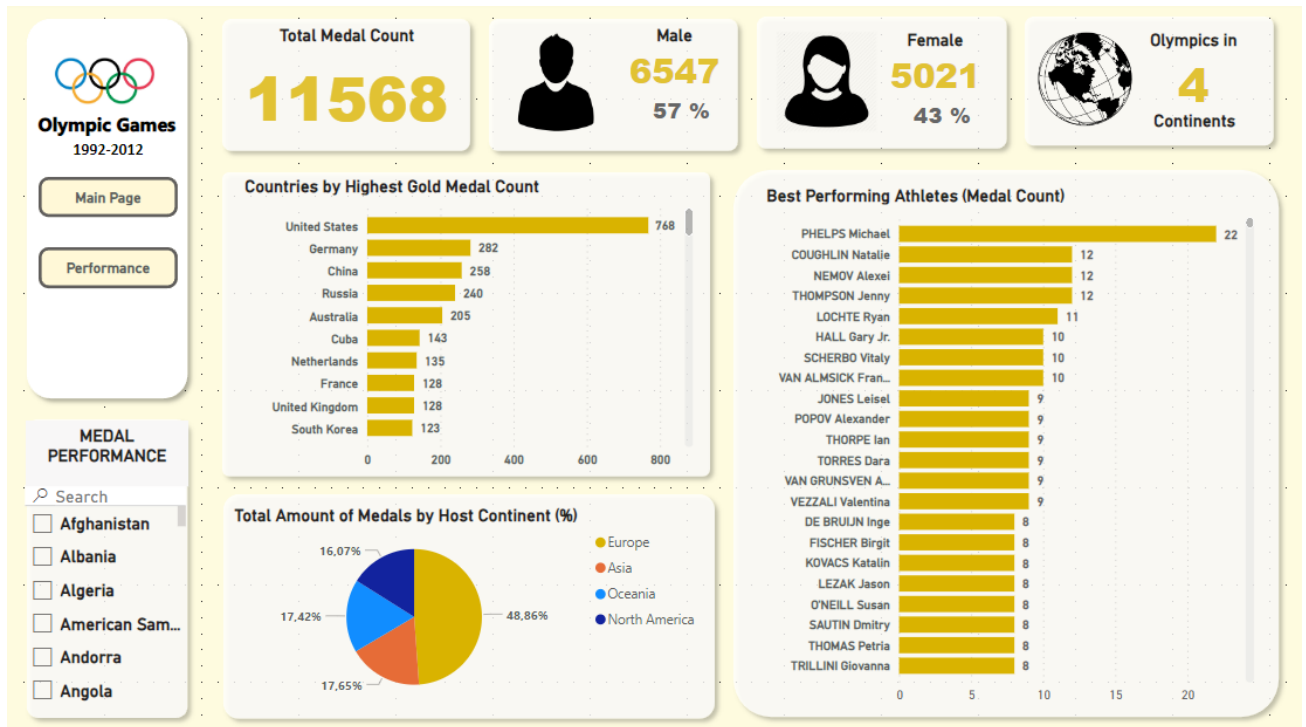 Olympic Games
1992-2012
Main Page
Performance
MEDAL
PERFORMANCE
Search
Afghanistan
Albania
Algeria
American Sam...
Andorra
Angola
Total Medal Count
11568
Male
6547
57 %
Female
5021
43 %
Olympics in
4
Continents
Countries by Highest Gold Medal Count
United States 768
Germany 282
China 258
Russia 240
Australia 205
Cuba 143
Netherlands 135
France 128
United Kingdom 128
South Korea 123
0 200 400 600 800
Total Amount of Medals by Host Continent (%)
16,07%
17,42%
17,65%
48,86%
Europe
Asia
Oceania
North America
Best Performing Athletes (Medal Count)
PHELPS Michael 22
COUGHLIN Natalie 12
NEMOV Alexei 12
THOMPSON Jenny 12
LOCHTE Ryan 11
HALL Gary Jr. 10
SCHERBO Vitaly 10
VAN ALMSICK Fran... 10
JONES Leisel 9
POPOV Alexander 9
THORPE Ian 9
TORRES Dara 9
VAN GRUNSVEN A... 9
VEZZALI Valentina 9
DE BRUIJN Inge 8
FISCHER Birgit 8
KOVACS Katalin 8
LEZAK Jason 8
O'NEILL Susan 8
SAUTIN Dmitry 8
THOMAS Petria 8
TRILLINI Giovanna 8
0 5 10 15 20